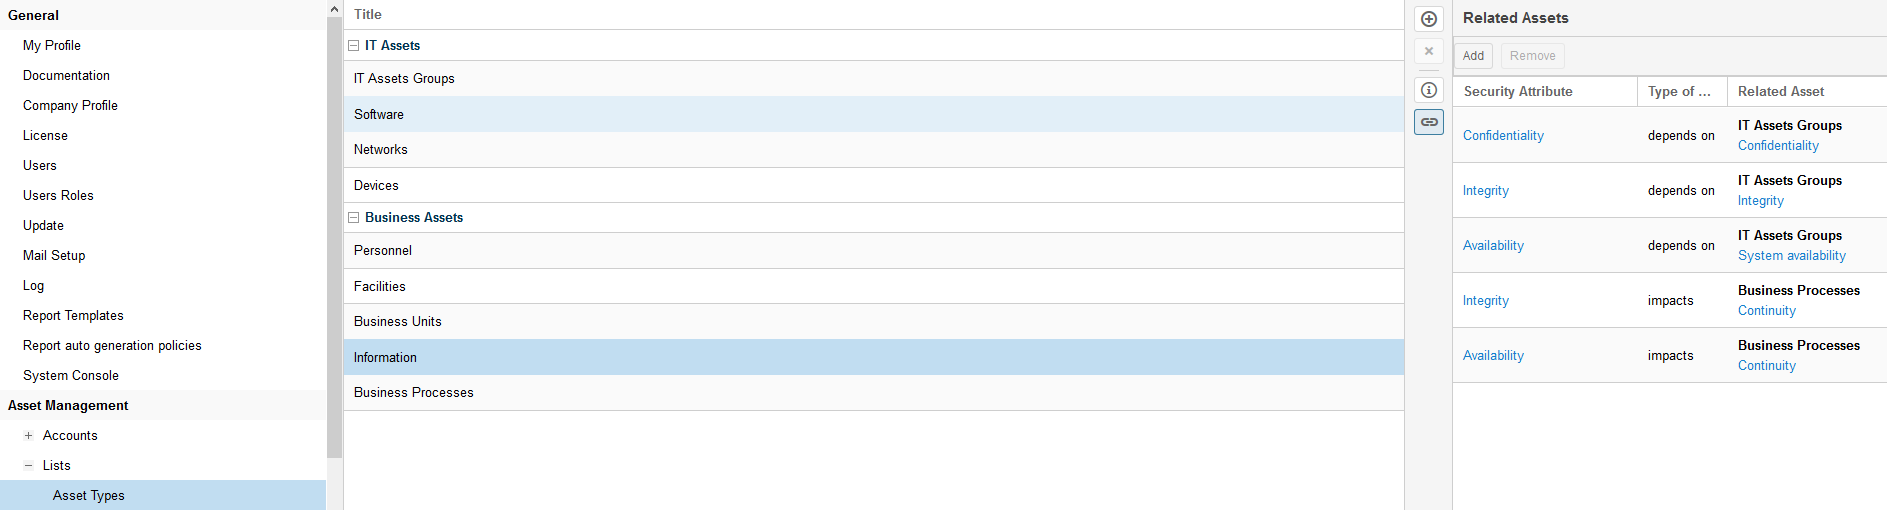 General
My Profile
Documentation
Company Profile
License
Users
Users Roles
Update
Mail Setup
Log
Report Templates
Report auto generation policies
System Console
Asset Management
Accounts
Lists
Asset Types
Title
IT Assets
IT Assets Groups
Software
Networks
Devices
Business Assets
Personnel
Facilities
Business Units
Information
Business Processes
Related Assets
Add Remove
Security Attribute Type of ... Related Asset
Confidentiality depends on IT Assets Groups
Confidentiality
Integrity depends on IT Assets Groups
Integrity
Availability depends on IT Assets Groups
System availability
Integrity impacts Business Processes
Continuity
Availability impacts Business Processes
Continuity